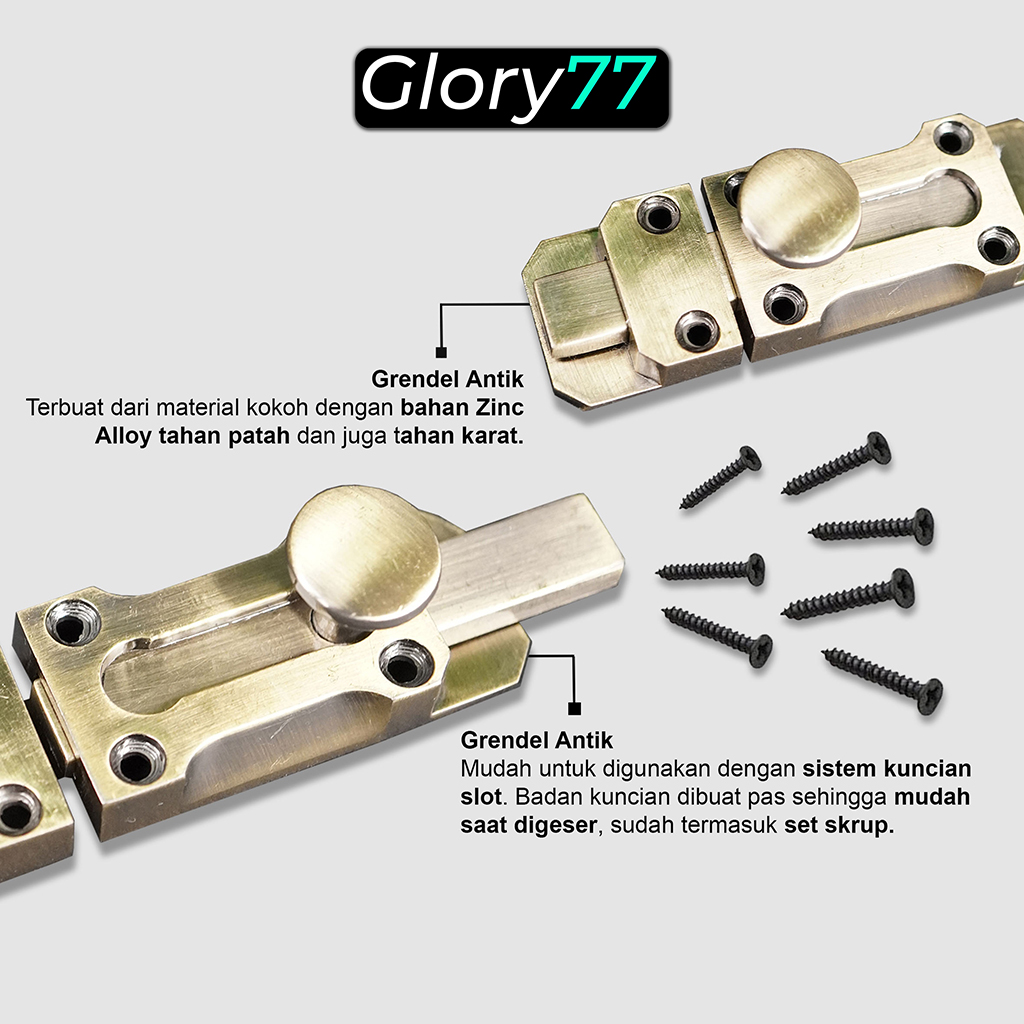 Glory77
Grendel Antik
Terbuat dari material kokoh dengan bahan Zinc
Alloy tahan patah dan juga tahan karat.
Grendel Antik
Mudah untuk digunakan dengan sistem kuncian
slot. Badan kuncian dibuat pas sehingga mudah
saat digeser, sudah termasuk set skrup.